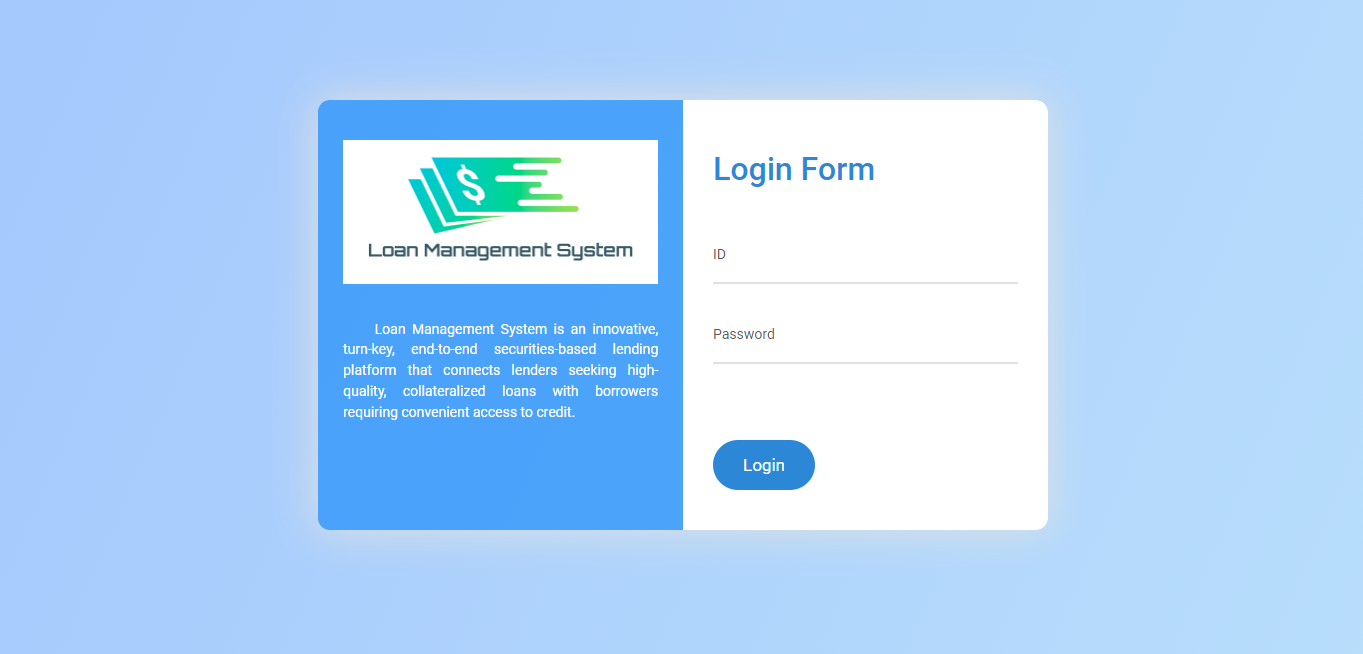 $
Loan Management System
Loan Management System is an innovative,
turn-key, end-to-end securities-based lending
platform that connects lenders seeking high-
quality, collateralized loans with borrowers
requiring convenient access to credit.
Login Form
ID
Password
Login